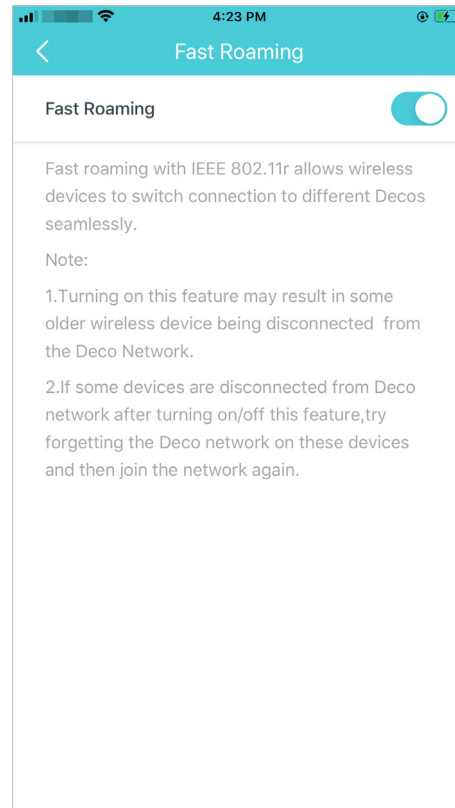 4:23 PM
Fast Roaming
Fast Roaming
Fast roaming with IEEE 802.11r allows wireless
devices to switch connection to different Decos
seamlessly.
Note:
1.Turning on this feature may result in some
older wireless device being disconnected  from
the Deco Network.
2.If some devices are disconnected from Deco
network after turning on/off this feature,try
forgetting the Deco network on these devices
and then join the network again.